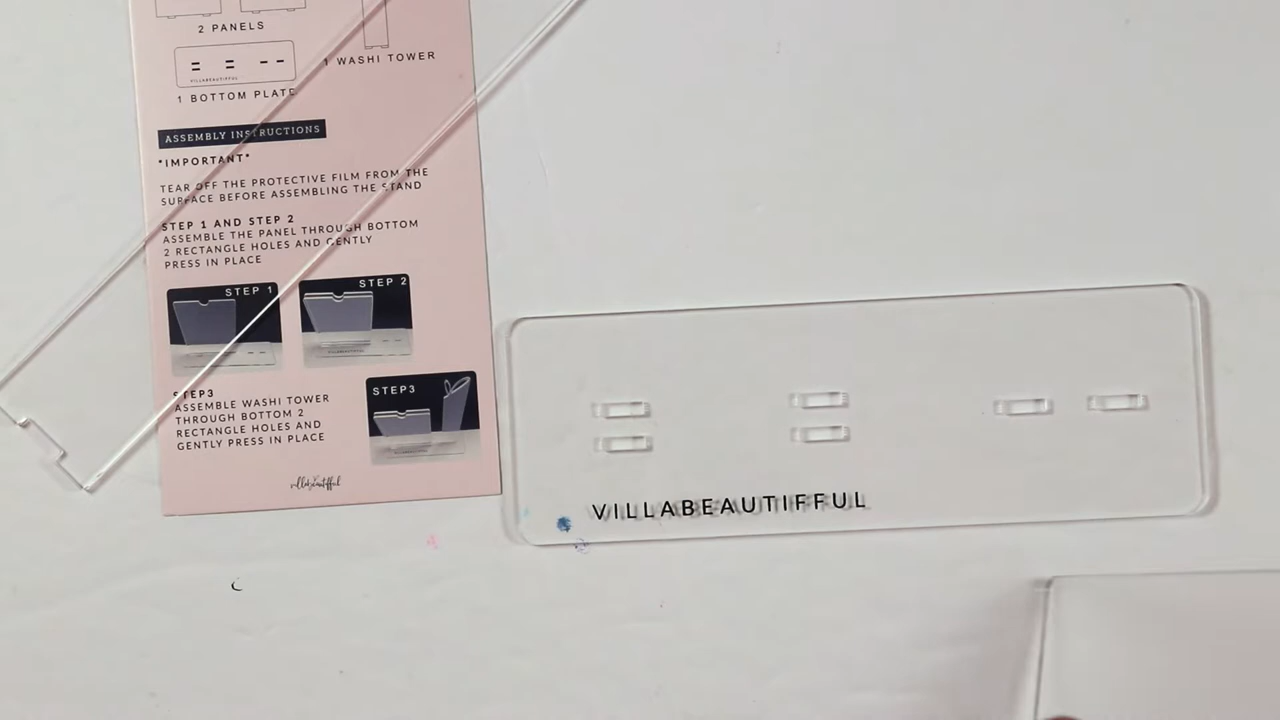 2 PANELS
1 WASHI TOWER
VILLABEAUTIFFUL
1 BOTTOM PLATE
ASSEMBLY INSTRUCTIONS
*IMPORTANT*
TEAR OFF THE PROTECTIVE FILM FROM THE
SURFACE BEFORE ASSEMBLING THE STAND
STEP 1 AND STEP 2
ASSEMBLE THE PANEL THROUGH BOTTOM
2 RECTANGLE HOLES AND GENTLY
PRESS IN PLACE
STEP 1
STEP 2
VILLABEAUTIFFUL
STEP3
ASSEMBLE WASHI TOWER
THROUGH BOTTOM 2
RECTANGLE HOLES AND
GENTLY PRESS IN PLACE
STEP3
villabeautifful
VILLABEAUTIFFUL